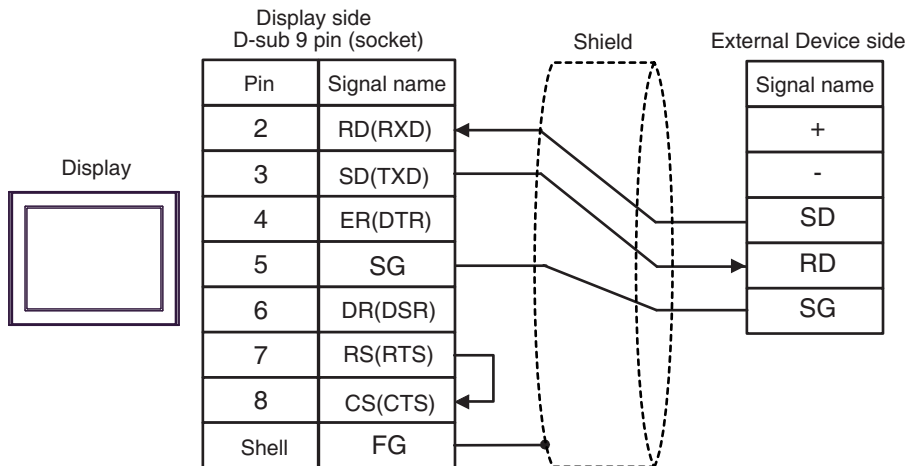 Display side
D-sub 9 pin (socket)
Shield
External Device side
Pin Signal name
Signal name
2 RD(RXD)
+
Display
3 SD(TXD)
-
4 ER(DTR)
SD
5 SG
RD
6 DR(DSR)
SG
7 RS(RTS)
8 CS(CTS)
Shell FG